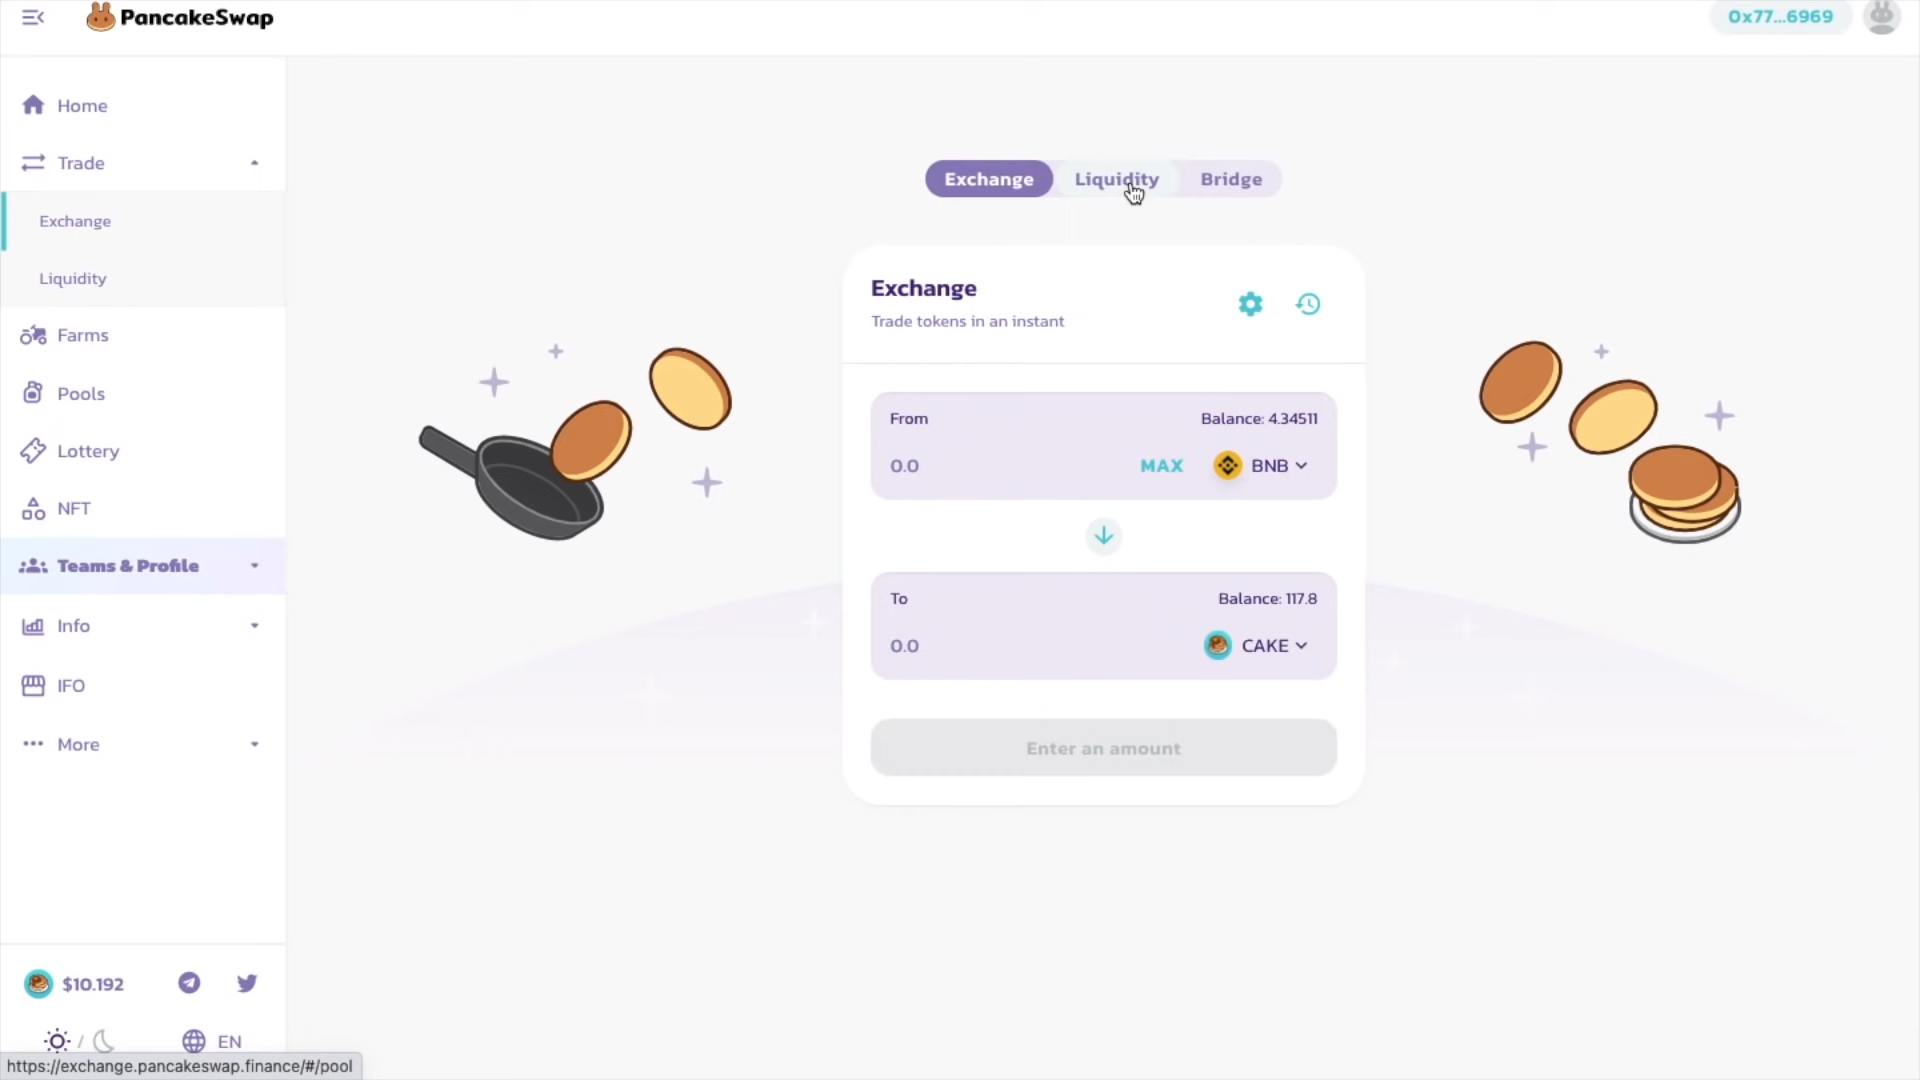 PancakeSwap
0x77...6969
Home
Trade
Exchange
Liquidity
Farms
Pools
Lottery
NFT
Teams & Profile
Info
IFO
More
$10.192
/
EN
https://exchange.pancakeswap.finance/#/pool
Exchange Liquidity Bridge
Exchange
Trade tokens in an instant
From Balance: 4.34511
0.0 MAX BNB
To Balance: 117.8
0.0 CAKE
Enter an amount